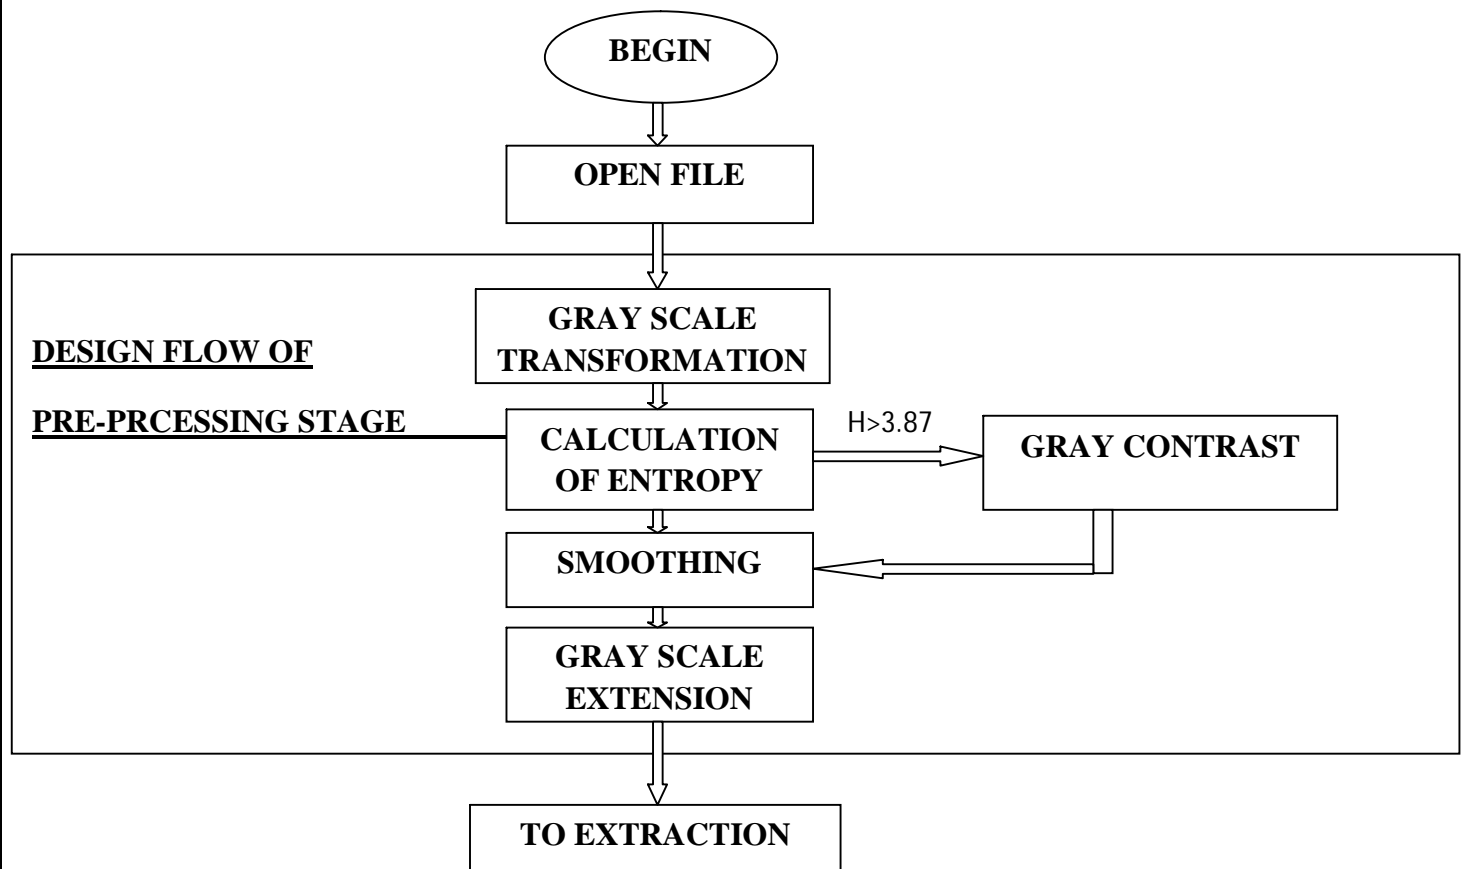 BEGIN
OPEN FILE
GRAY SCALE
TRANSFORMATION
DESIGN FLOW OF
PRE-PRCESSING STAGE
CALCULATION
OF ENTROPY
H>3.87
GRAY CONTRAST
SMOOTHING
GRAY SCALE
EXTENSION
TO EXTRACTION